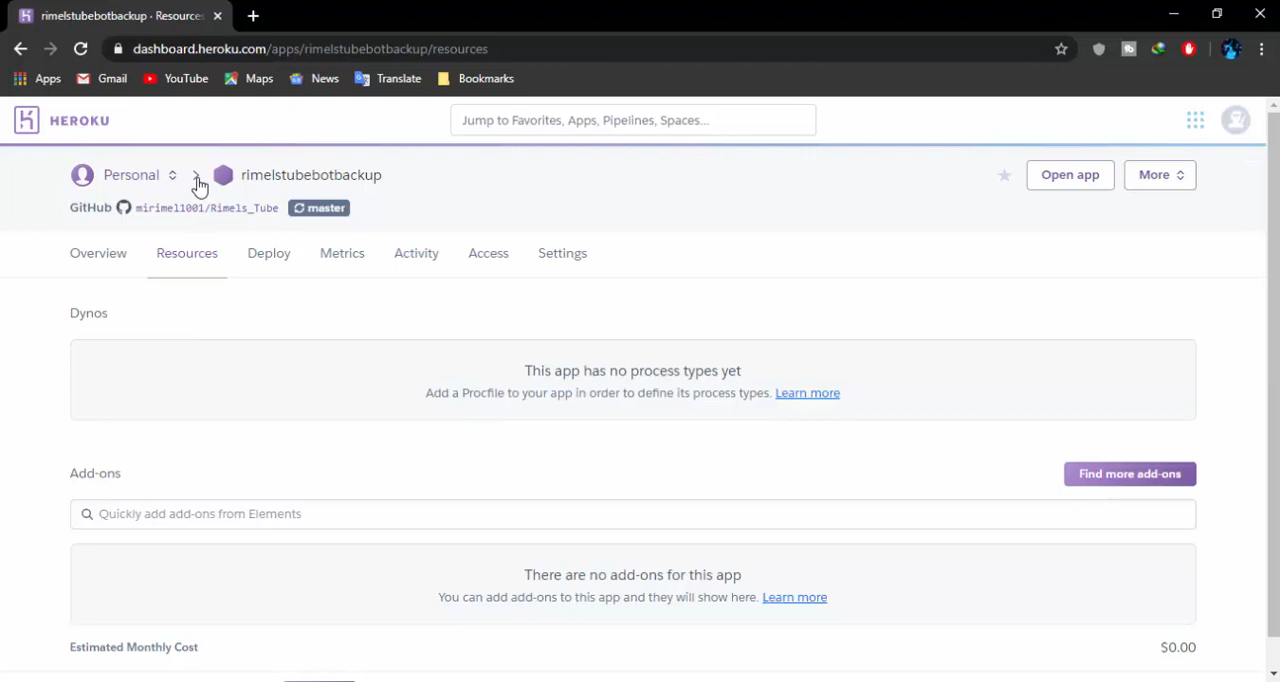 rimelstubebotbackup · Resources
dashboard.heroku.com/apps/rimelstubebotbackup/resources
Apps Gmail YouTube Maps News Translate Bookmarks
HEROKU Jump to Favorites, Apps, Pipelines, Spaces...
Personal rimelstubebotbackup Open app More
GitHub mirimel1001/Rimels_Tube master
Overview Resources Deploy Metrics Activity Access Settings
Dynos
This app has no process types yet
Add a Procfile to your app in order to define its process types. Learn more
Add-ons Find more add-ons
Quickly add add-ons from Elements
There are no add-ons for this app
You can add add-ons to this app and they will show here. Learn more
Estimated Monthly Cost $0.00